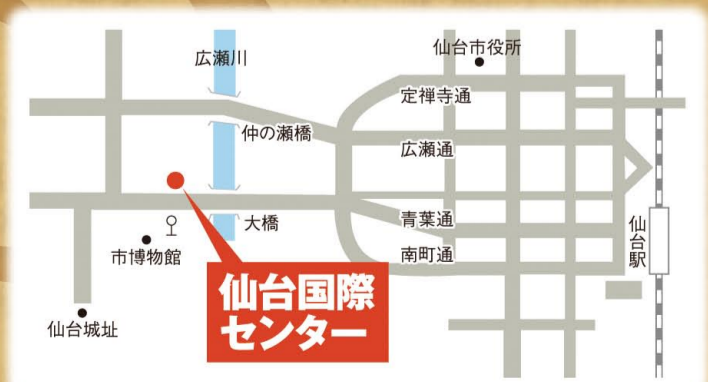 広瀬川
仙台市役所
定禅寺通
仲の瀬橋
広瀬通
青葉通
大橋
仙台駅
市博物館
南町通
仙台国際
センター
仙台城址